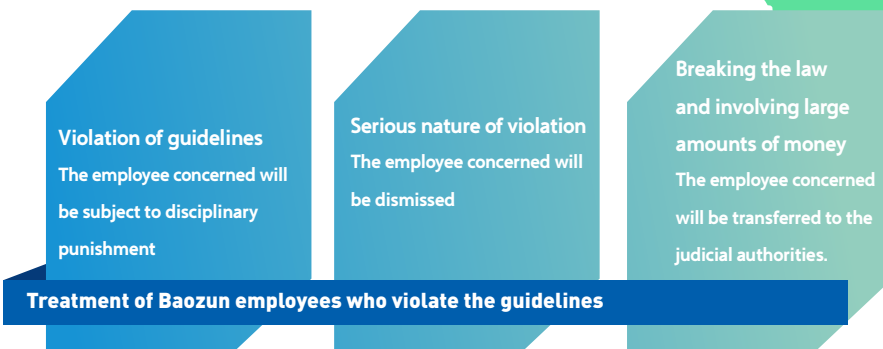 Violation of guidelines
The employee concerned will
be subject to disciplinary
punishment
Serious nature of violation
The employee concerned will
be dismissed
Breaking the law
and involving large
amounts of money
The employee concerned
will be transferred to the
judicial authorities.
Treatment of Baozun employees who violate the guidelines